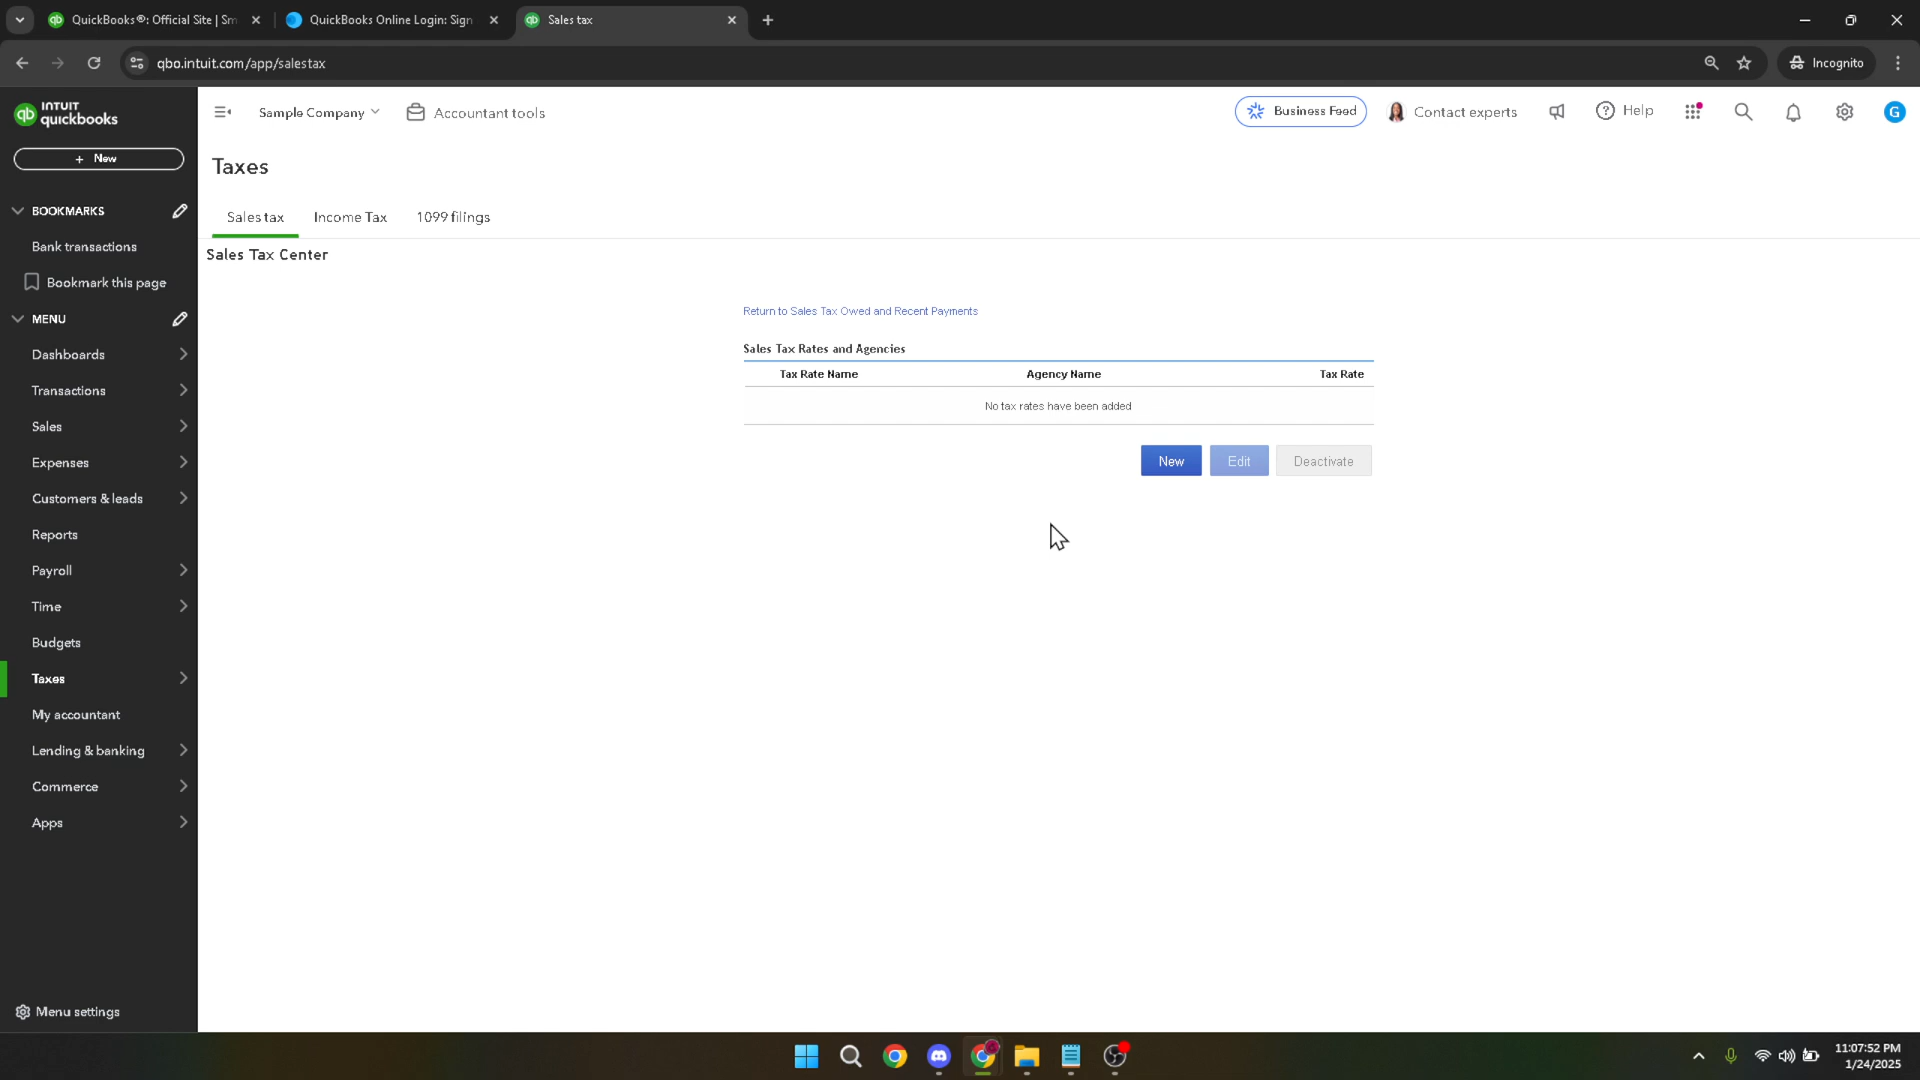 QuickBooks®: Official Site | Sm
QuickBooks Online Login: Sign
Sales tax
qbo.intuit.com/app/salestax
Incognito
INTUIT
quickbooks
Sample Company
Accountant tools
Business Feed
Contact experts
Help
G
+ New
Taxes
BOOKMARKS
Sales tax
Income Tax
1099 filings
Bank transactions
Sales Tax Center
Bookmark this page
Return to Sales Tax Owed and Recent Payments
MENU
Sales Tax Rates and Agencies
Dashboards
Tax Rate Name
Agency Name
Tax Rate
Transactions
No tax rates have been added
Sales
Expenses
New
Edit
Deactivate
Customers & leads
Reports
Payroll
Time
Budgets
Taxes
My accountant
Lending & banking
Commerce
Apps
Menu settings
11:07:52 PM
1/24/2025